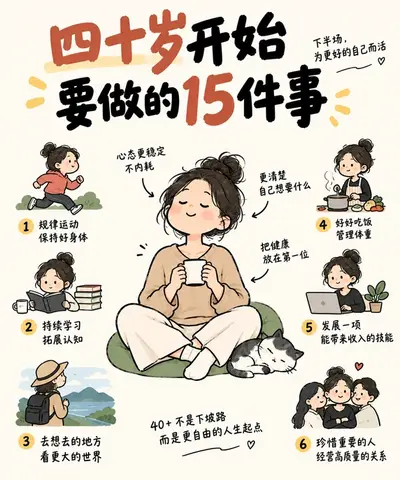 四十岁开始
要做的15件事
下半场，
为更好的自己而活
心态更稳定
不内耗
更清楚
自己想要什么
把健康
放在第一位
1 规律运动
保持好身体
2 持续学习
拓展认知
3 去想去的地方
看更大的世界
4 好好吃饭
管理体重
5 发展一项
能带来收入的技能
6 珍惜重要的人
经营高质量的关系
40+ 不是下坡路
而是更自由的人生起点